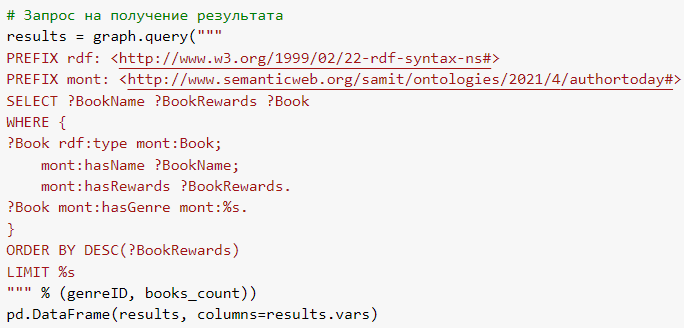 # Запрос на получение результата
results = graph.query("""
PREFIX rdf: <http://www.w3.org/1999/02/22-rdf-syntax-ns#>
PREFIX mont: <http://www.semanticweb.org/samit/ontologies/2021/4/authortoday#>
SELECT ?BookName ?BookRewards ?Book
WHERE {
?Book rdf:type mont:Book;
    mont:hasName ?BookName;
    mont:hasRewards ?BookRewards.
?Book mont:hasGenre mont:%s.
}
ORDER BY DESC(?BookRewards)
LIMIT %s
""" % (genreID, books_count))
pd.DataFrame(results, columns=results.vars)